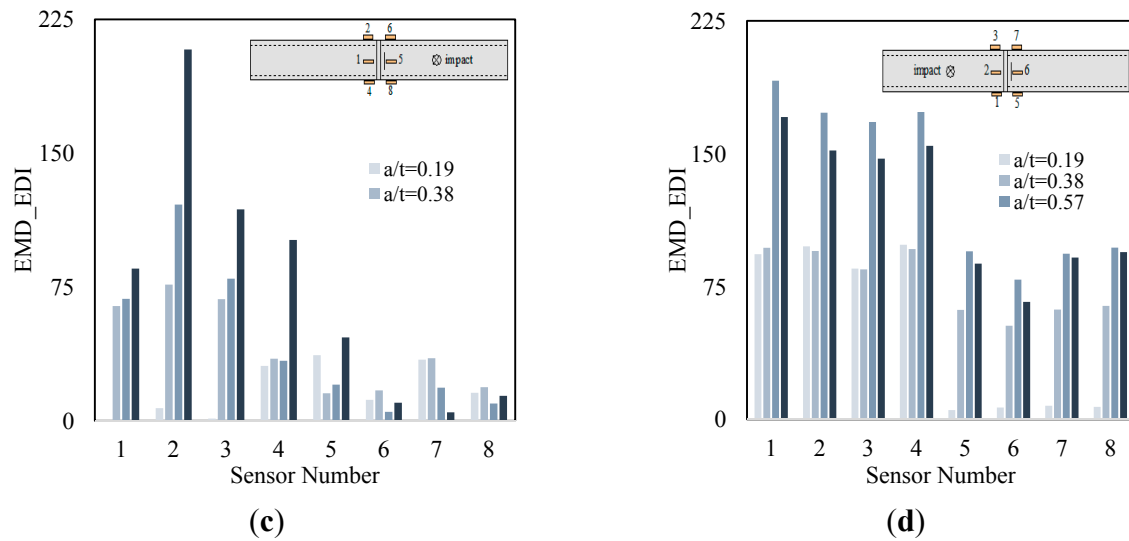 225
150
75
0
EMD_EDI
2 6
1 5 impact
4 8
a/t=0.19
a/t=0.38
1 2 3 4 5 6 7 8
Sensor Number
(c)
225
150
75
0
EMD_EDI
3 7
impact 2 6
1 5
a/t=0.19
a/t=0.38
a/t=0.57
1 2 3 4 5 6 7 8
Sensor Number
(d)